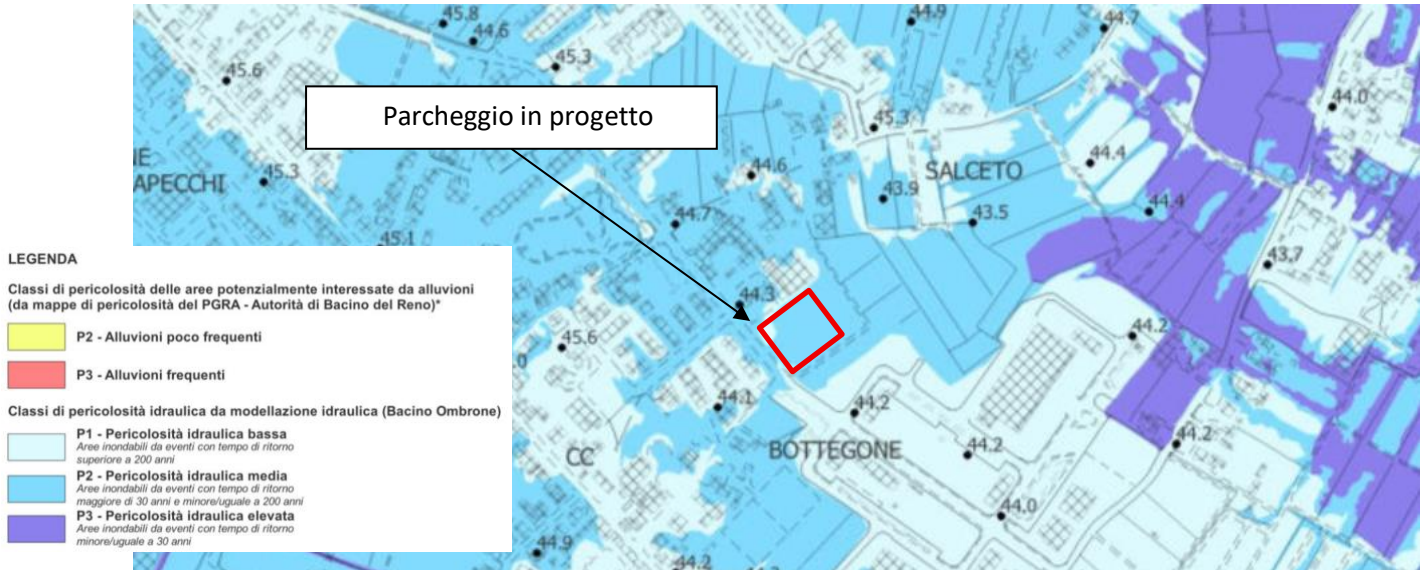 45.8
44.6
44.9
44.7
45.3
45.6
Parcheggio in progetto
44.0
45.3
NE
APECCHI
45.3
44.6
SALCETO
44.4
43.9
44.4
43.5
44.7
45.1
43.7
LEGENDA
Classi di pericolosità delle aree potenzialmente interessate da alluvioni
(da mappe di pericolosità del PGRA - Autorità di Bacino del Reno)*
P2 - Alluvioni poco frequenti
P3 - Alluvioni frequenti
Classi di pericolosità idraulica da modellazione idraulica (Bacino Ombrone)
P1 - Pericolosità idraulica bassa
Aree inondabili da eventi con tempo di ritorno
superiore a 200 anni
P2 - Pericolosità idraulica media
Aree inondabili da eventi con tempo di ritorno
maggiore di 30 anni e minore/uguale a 200 anni
P3 - Pericolosità idraulica elevata
Aree inondabili da eventi con tempo di ritorno
minore/uguale a 30 anni
44.3
45.6
44.2
44.1
44.2
BOTTEGONE
44.2
44.2
CC
44.0
44.9
44.2